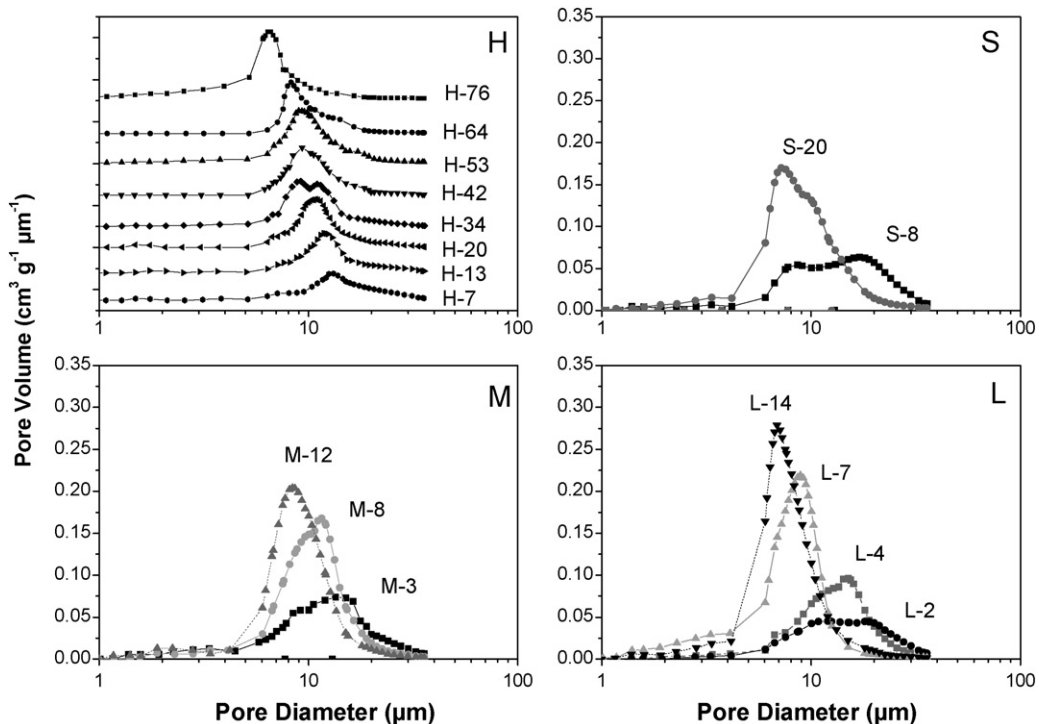 Pore Volume (cm³ g⁻¹ µm⁻¹)
H
H-76
H-64
H-53
H-42
H-34
H-20
H-13
H-7
1 10 100
0.35
0.30
0.25
0.20
0.15
0.10
0.05
0.00
S
S-20
S-8
1 10 100
0.35
0.30
0.25
0.20
0.15
0.10
0.05
0.00
M
M-12
M-8
M-3
1 10 100
Pore Diameter (µm)
0.35
0.30
0.25
0.20
0.15
0.10
0.05
0.00
L
L-14
L-7
L-4
L-2
1 10 100
Pore Diameter (µm)